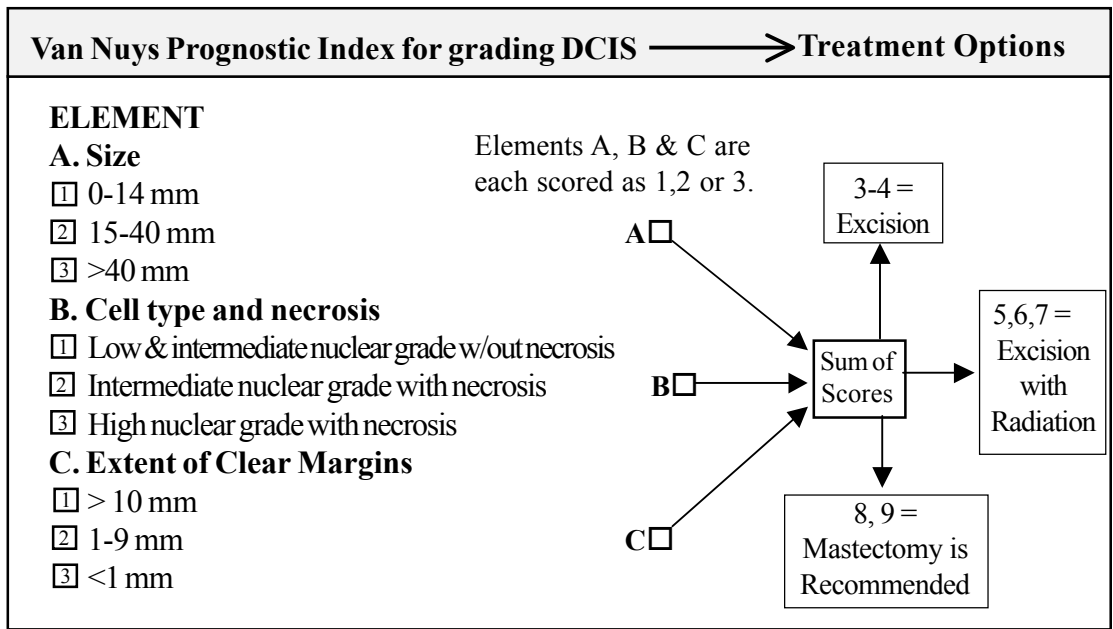 Van Nuys Prognostic Index for grading DCIS Treatment Options
ELEMENT
A. Size
1 0-14 mm
2 15-40 mm
3 >40 mm
B. Cell type and necrosis
1 Low & intermediate nuclear grade w/out necrosis
2 Intermediate nuclear grade with necrosis
3 High nuclear grade with necrosis
C. Extent of Clear Margins
1 > 10 mm
2 1-9 mm
3 <1 mm
Elements A, B & C are
each scored as 1,2 or 3.
A
B
C
Sum of
Scores
3-4 =
Excision
5,6,7 =
Excision
with
Radiation
8, 9 =
Mastectomy is
Recommended